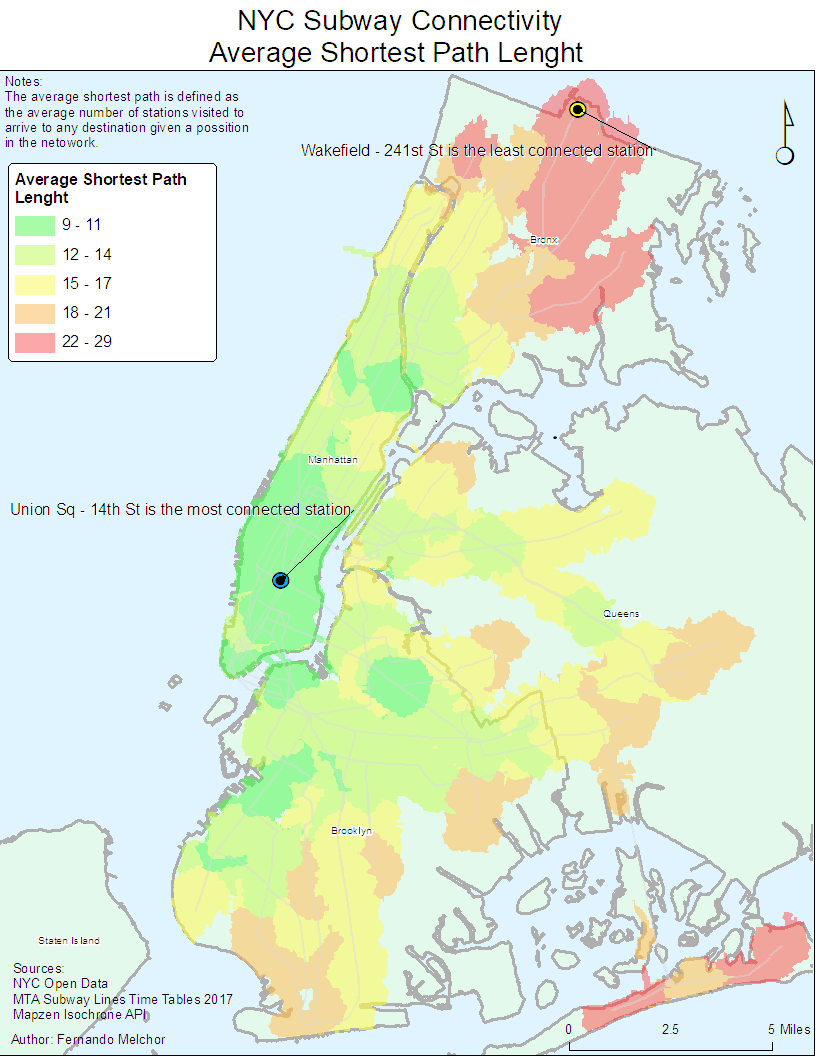 NYC Subway Connectivity
Average Shortest Path Lenght
Notes:
The average shortest path is defined as
the average number of stations visited to
arrive to any destination given a possition
in the netowork.
Average Shortest Path
Lenght
9 - 11
12 - 14
15 - 17
18 - 21
22 - 29
Wakefield - 241st St is the least connected station
Bronx
Manhattan
Union Sq - 14th St is the most connected station
Queens
Brooklyn
Staten Island
Sources:
NYC Open Data
MTA Subway Lines Time Tables 2017
Mapzen Isochrone API
Author: Fernando Melchor
0 2.5 5 Miles